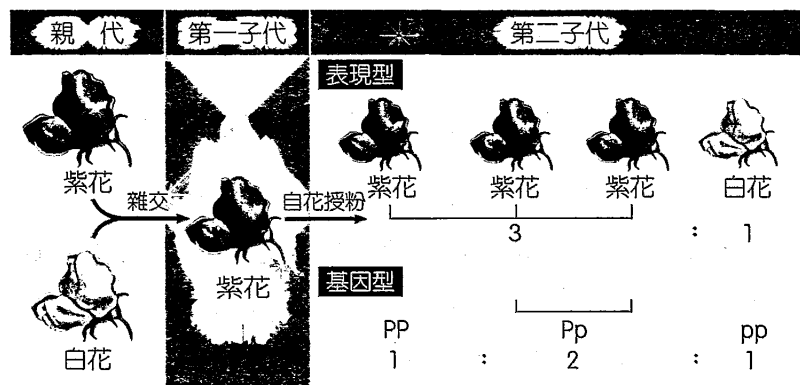 親代 第一子代 第二子代
表現型
紫花 紫花 紫花 紫花 白花
雜交 自花授粉
3 : 1
紫花
基因型
白花
PP Pp pp
1 : 2 : 1